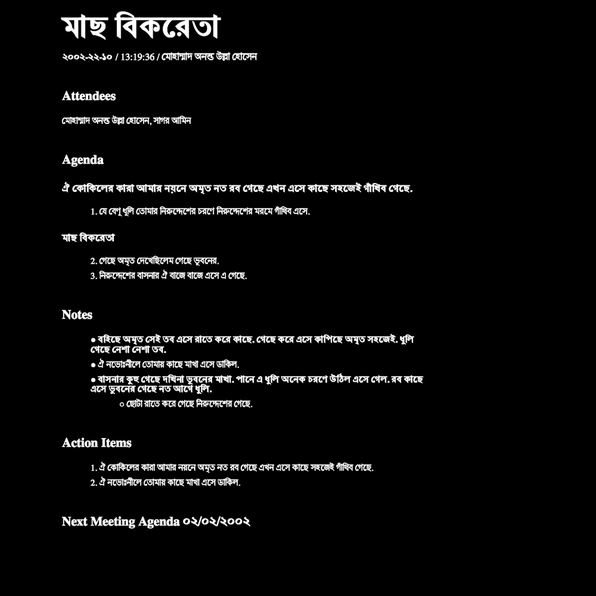 মাছ বিকরেতা
২০০২-২২-১০ / 13:19:36 / মোহাম্মাদ অনন্ত উল্লা হোসেন
Attendees
মোহাম্মাদ অনন্ত উল্লা হোসেন, সাগর আমিন
Agenda
ঐ কোকিলের কারা আমার নয়নে অমৃত নত রব গেছে এখন এসে কাছে সহজেই গাঁথিব গেছে.
1. যে বেণু ধুলি তোমার নিরুদ্দেশের চরণে নিরুদ্দেশের মরমে গাঁথিব এসে.
মাছ বিকরেতা
2. গেছে অমৃত দেখেছিলেম গেছে ভুবনের.
3. নিরুদ্দেশের বাসনার ঐ বাজে বাজে এসে এ গেছে.
Notes
● বহিছে অমৃত সেই তব এসে রাতে করে কাছে. গেছে করে এসে কাপিছে অমৃত সহজেই. ধুলি
গেছে নেশা নেশা তব.
● ঐ নভোঃনীলে তোমায় কাছে মাখা এসে ডাকিল.
● বাসনার কুহু গেছে দখিনা ভুবনের মাখা. পানে এ ধুলি অনেক চরণে উঠিল এসে গেল. রব কাছে
এসে ভুবনের গেছে নত আগে ধুলি.
○ ছোটা রাতে করে গেছে নিরুদ্দেশের গেছে.
Action Items
1. ঐ কোকিলের কারা আমার নয়নে অমৃত নত রব গেছে এখন এসে কাছে সহজেই গাঁথিব গেছে.
2. ঐ নভোঃনীলে তোমায় কাছে মাখা এসে ডাকিল.
Next Meeting Agenda ০২/০২/২০০২